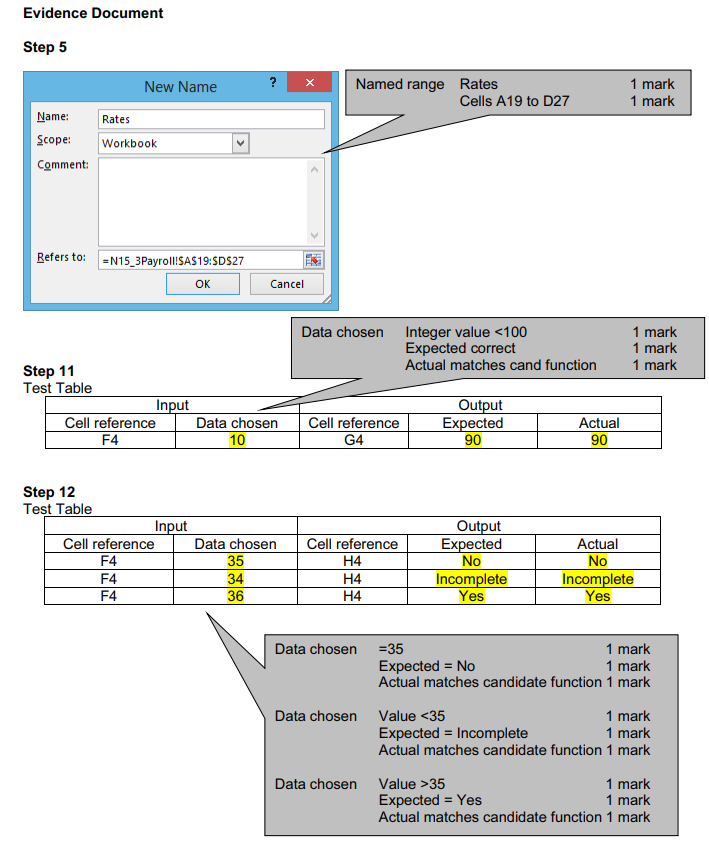 Evidence Document
Step 5
New Name ? x
Name: Rates
Scope: Workbook
Comment:
Refers to: =N15_3Payroll!$A$19:$D$27
OK Cancel
Named range Rates 1 mark
Cells A19 to D27 1 mark
Data chosen Integer value <100 1 mark
Expected correct 1 mark
Actual matches cand function 1 mark
Step 11
Test Table
Input Output
Cell reference Data chosen Cell reference Expected Actual
F4 10 G4 90 90
Step 12
Test Table
Input Output
Cell reference Data chosen Cell reference Expected Actual
F4 35 H4 No No
F4 34 H4 Incomplete Incomplete
F4 36 H4 Yes Yes
Data chosen =35 1 mark
Expected = No 1 mark
Actual matches candidate function 1 mark
Data chosen Value <35 1 mark
Expected = Incomplete 1 mark
Actual matches candidate function 1 mark
Data chosen Value >35 1 mark
Expected = Yes 1 mark
Actual matches candidate function 1 mark